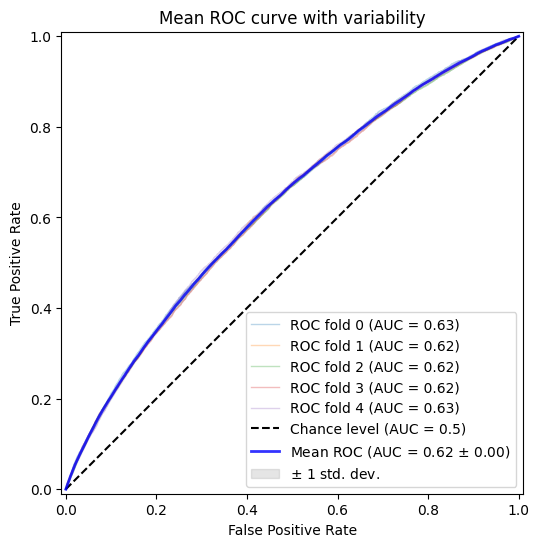 Mean ROC curve with variability
1.0
0.8
0.6
0.4
0.2
0.0
True Positive Rate
ROC fold 0 (AUC = 0.63)
ROC fold 1 (AUC = 0.62)
ROC fold 2 (AUC = 0.62)
ROC fold 3 (AUC = 0.62)
ROC fold 4 (AUC = 0.63)
Chance level (AUC = 0.5)
Mean ROC (AUC = 0.62 ± 0.00)
± 1 std. dev.
0.0 0.2 0.4 0.6 0.8 1.0
False Positive Rate